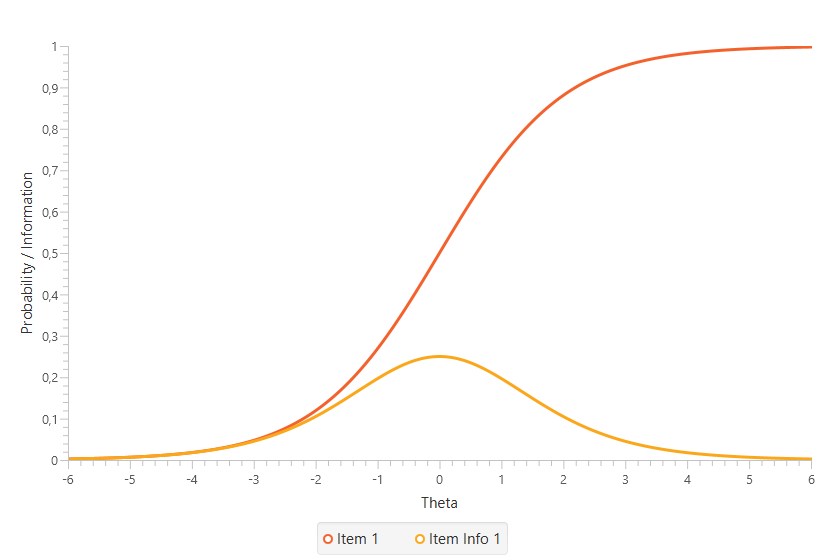 Probability / Information
1
0,9
0,8
0,7
0,6
0,5
0,4
0,3
0,2
0,1
0
-6 -5 -4 -3 -2 -1 0 1 2 3 4 5 6
Theta
Item 1 Item Info 1